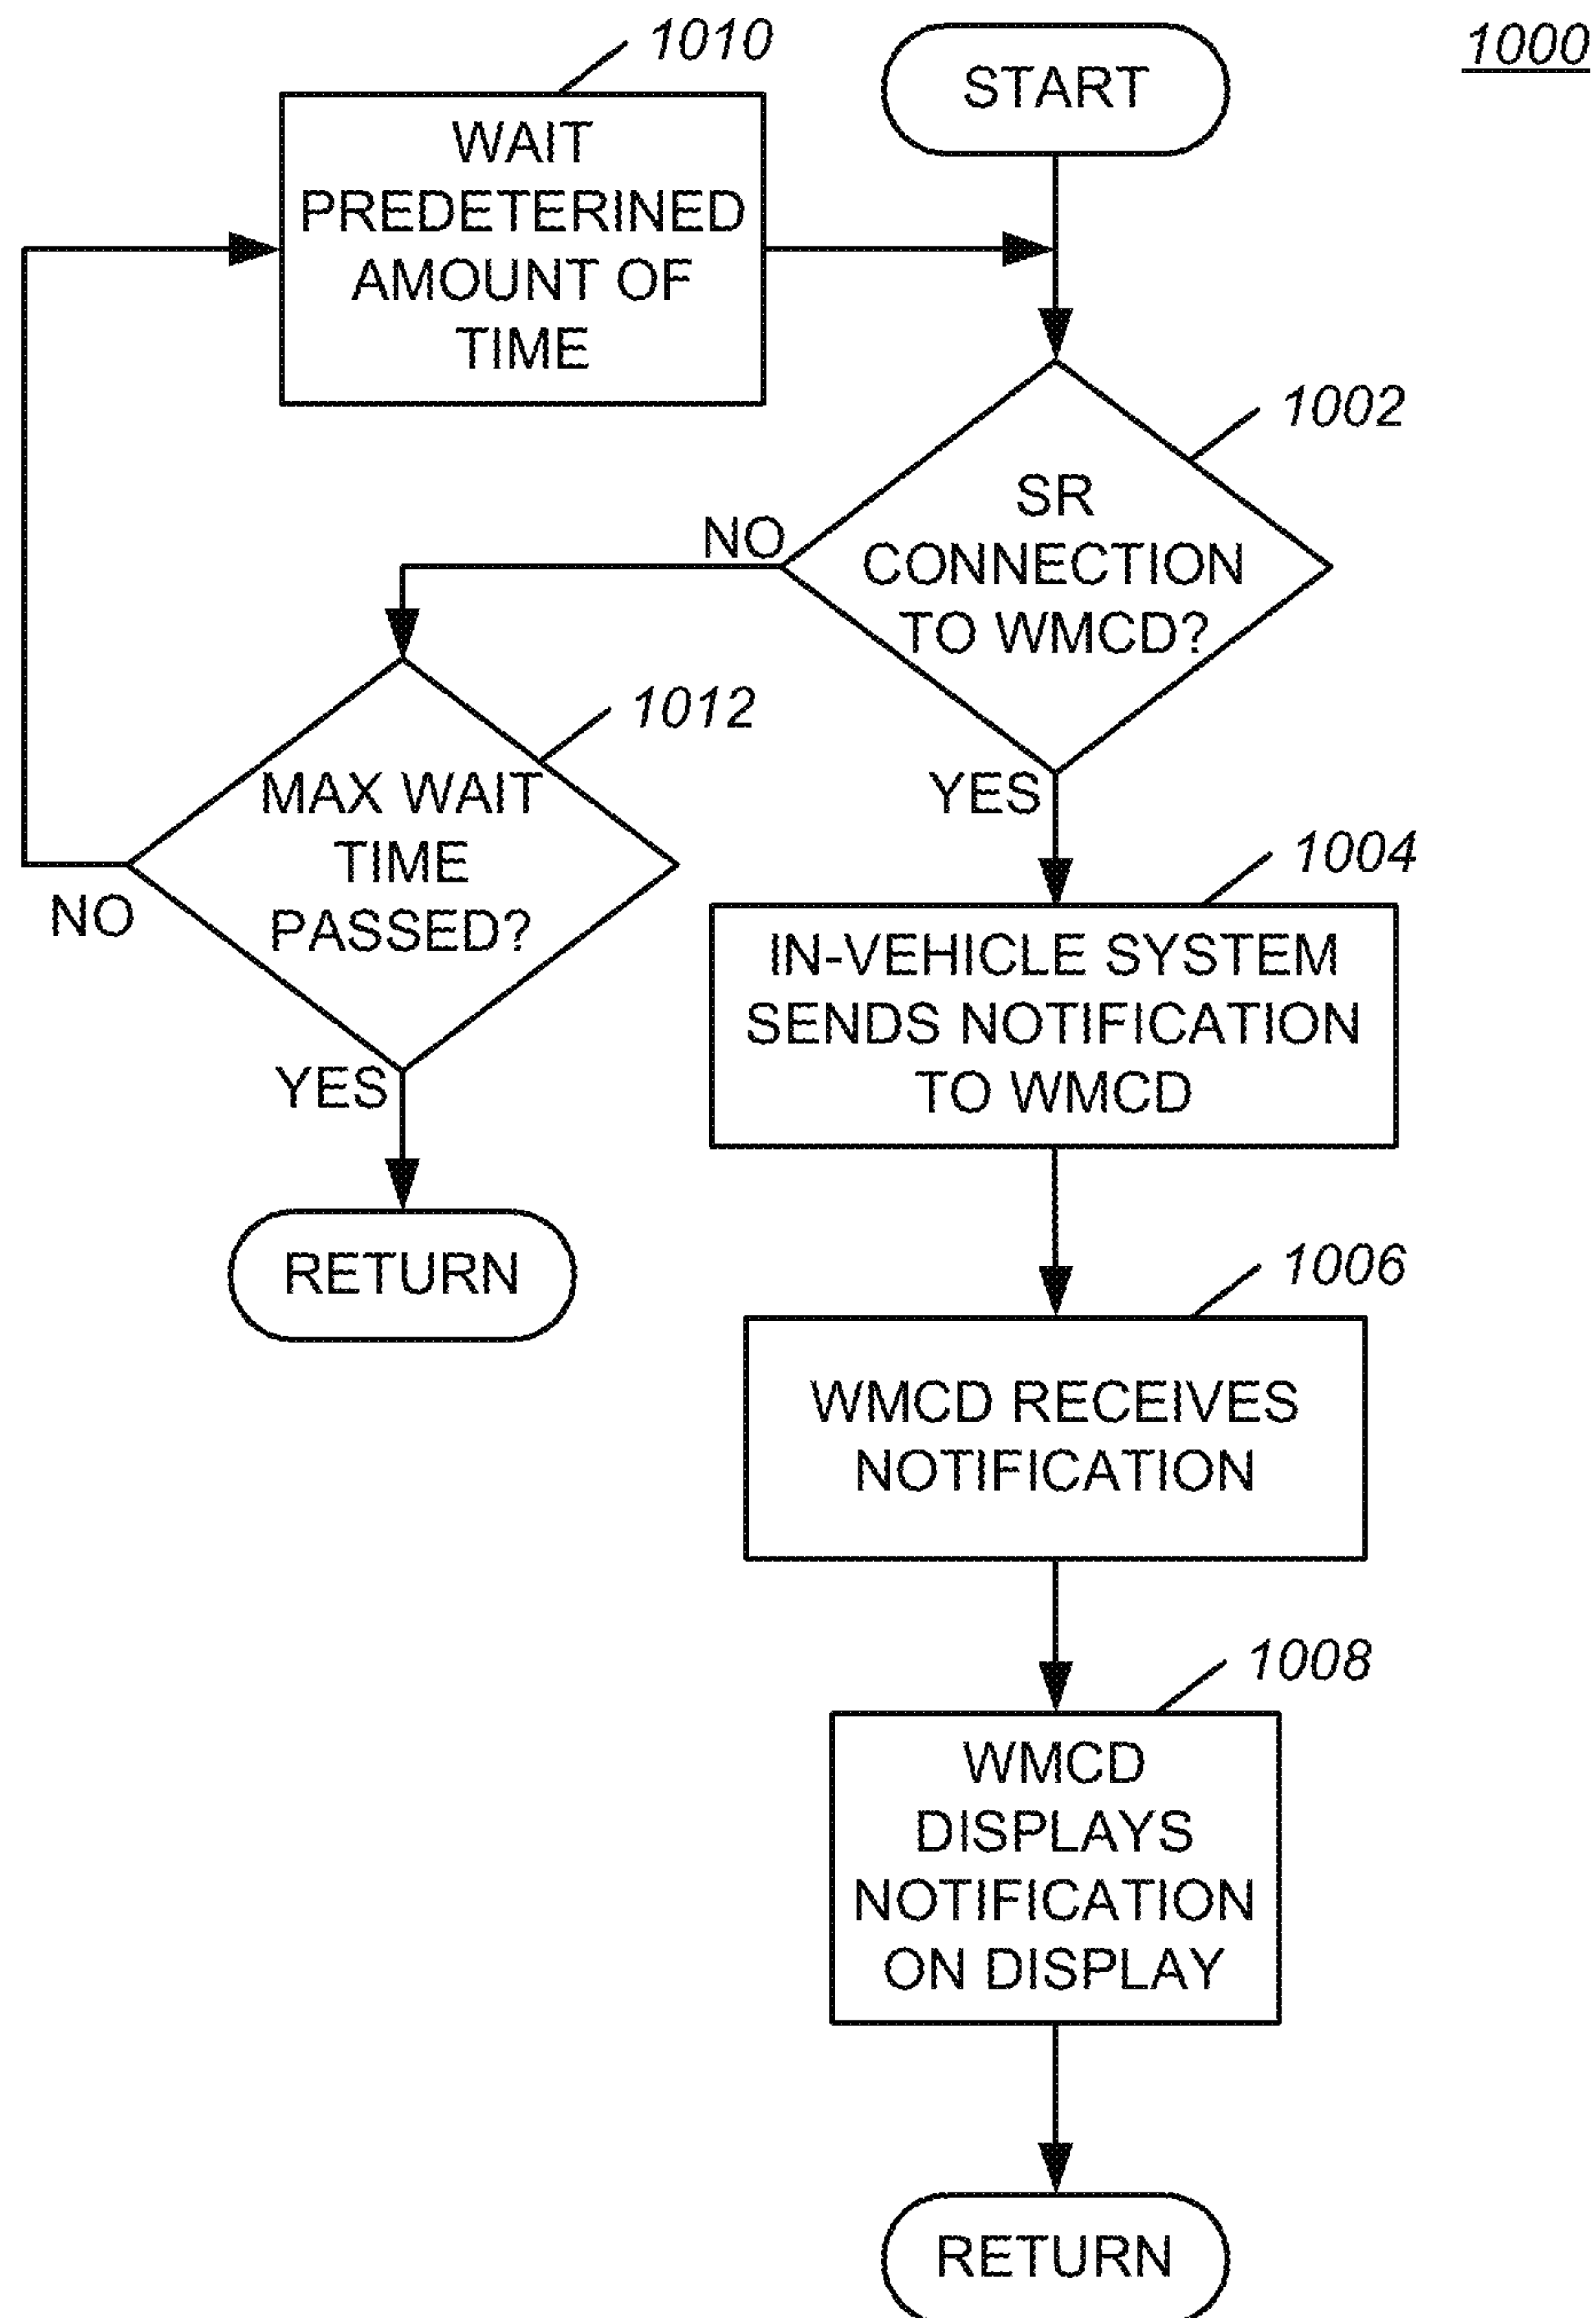 1000
1010
START
WAIT
PREDETERINED
AMOUNT OF
TIME
1002
SR
CONNECTION
TO WMCD?
NO
1012
MAX WAIT
TIME
PASSED?
NO
YES
YES
RETURN
1004
IN-VEHICLE SYSTEM
SENDS NOTIFICATION
TO WMCD
1006
WMCD RECEIVES
NOTIFICATION
1008
WMCD
DISPLAYS
NOTIFICATION
ON DISPLAY
RETURN